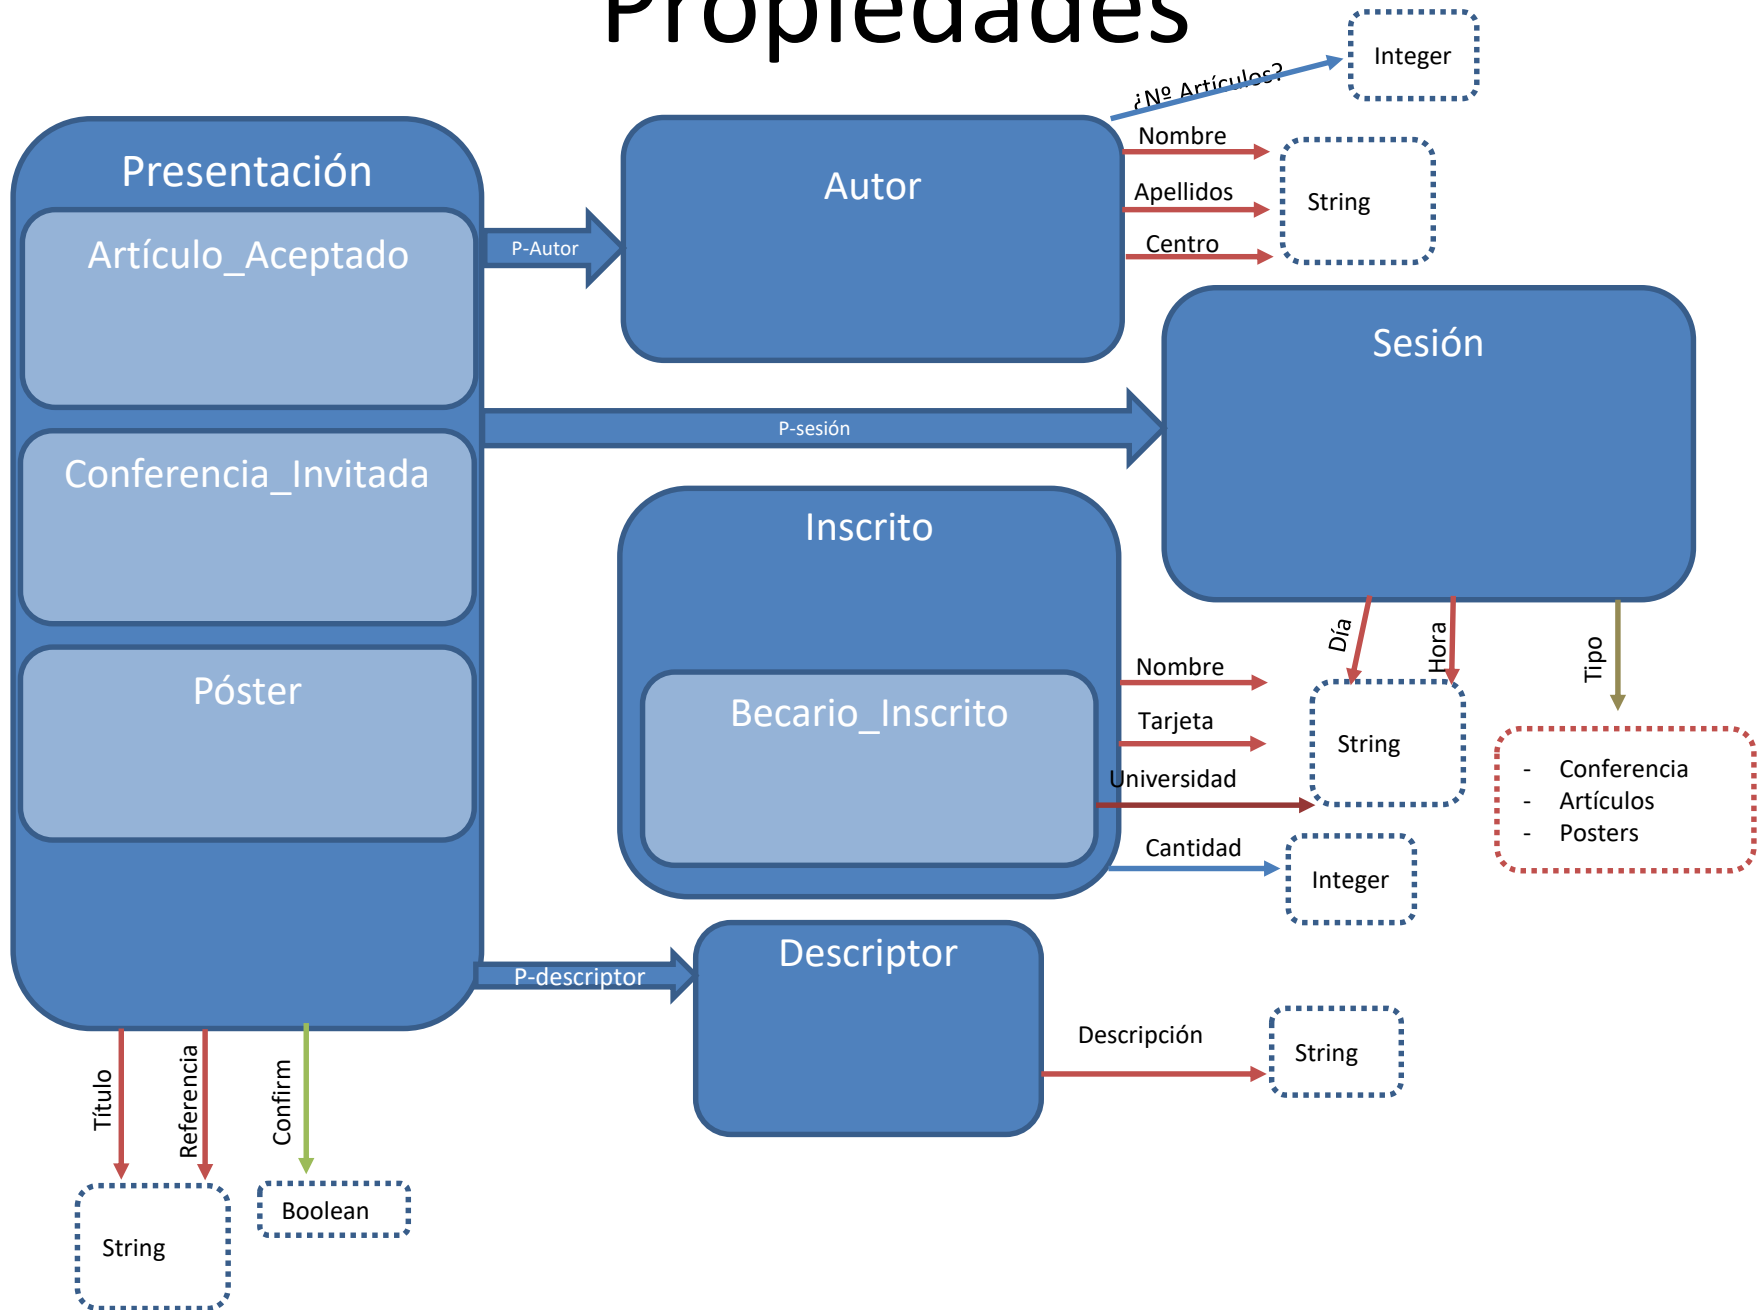 Propiedades
Integer
¿Nº Artículos?
Presentación
Autor
Nombre
Apellidos
Centro
String
Artículo_Aceptado
P-Autor
Sesión
P-sesión
Conferencia_Invitada
Inscrito
Póster
Becario_Inscrito
Nombre
Tarjeta
Universidad
Cantidad
Día
Hora
Tipo
String
- Conferencia
- Artículos
- Posters
Integer
Descriptor
P-descriptor
Descripción
String
Título
Referencia
Confirm
String
Boolean